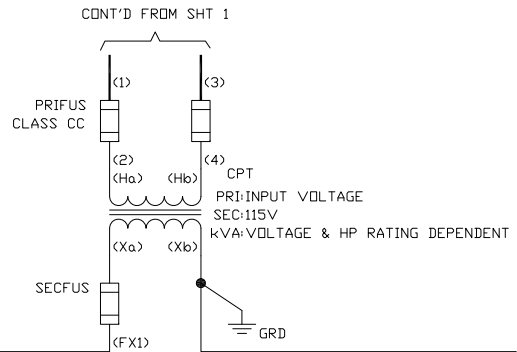 CONT'D FROM SHT 1
(1) (3)
PRIFUS
CLASS CC
(2) (4)
(Ha) (Hb) CPT
PRI:INPUT VOLTAGE
SEC:115V
kVA:VOLTAGE & HP RATING DEPENDENT
(Xa) (Xb)
SECFUS
GRD
(FX1)